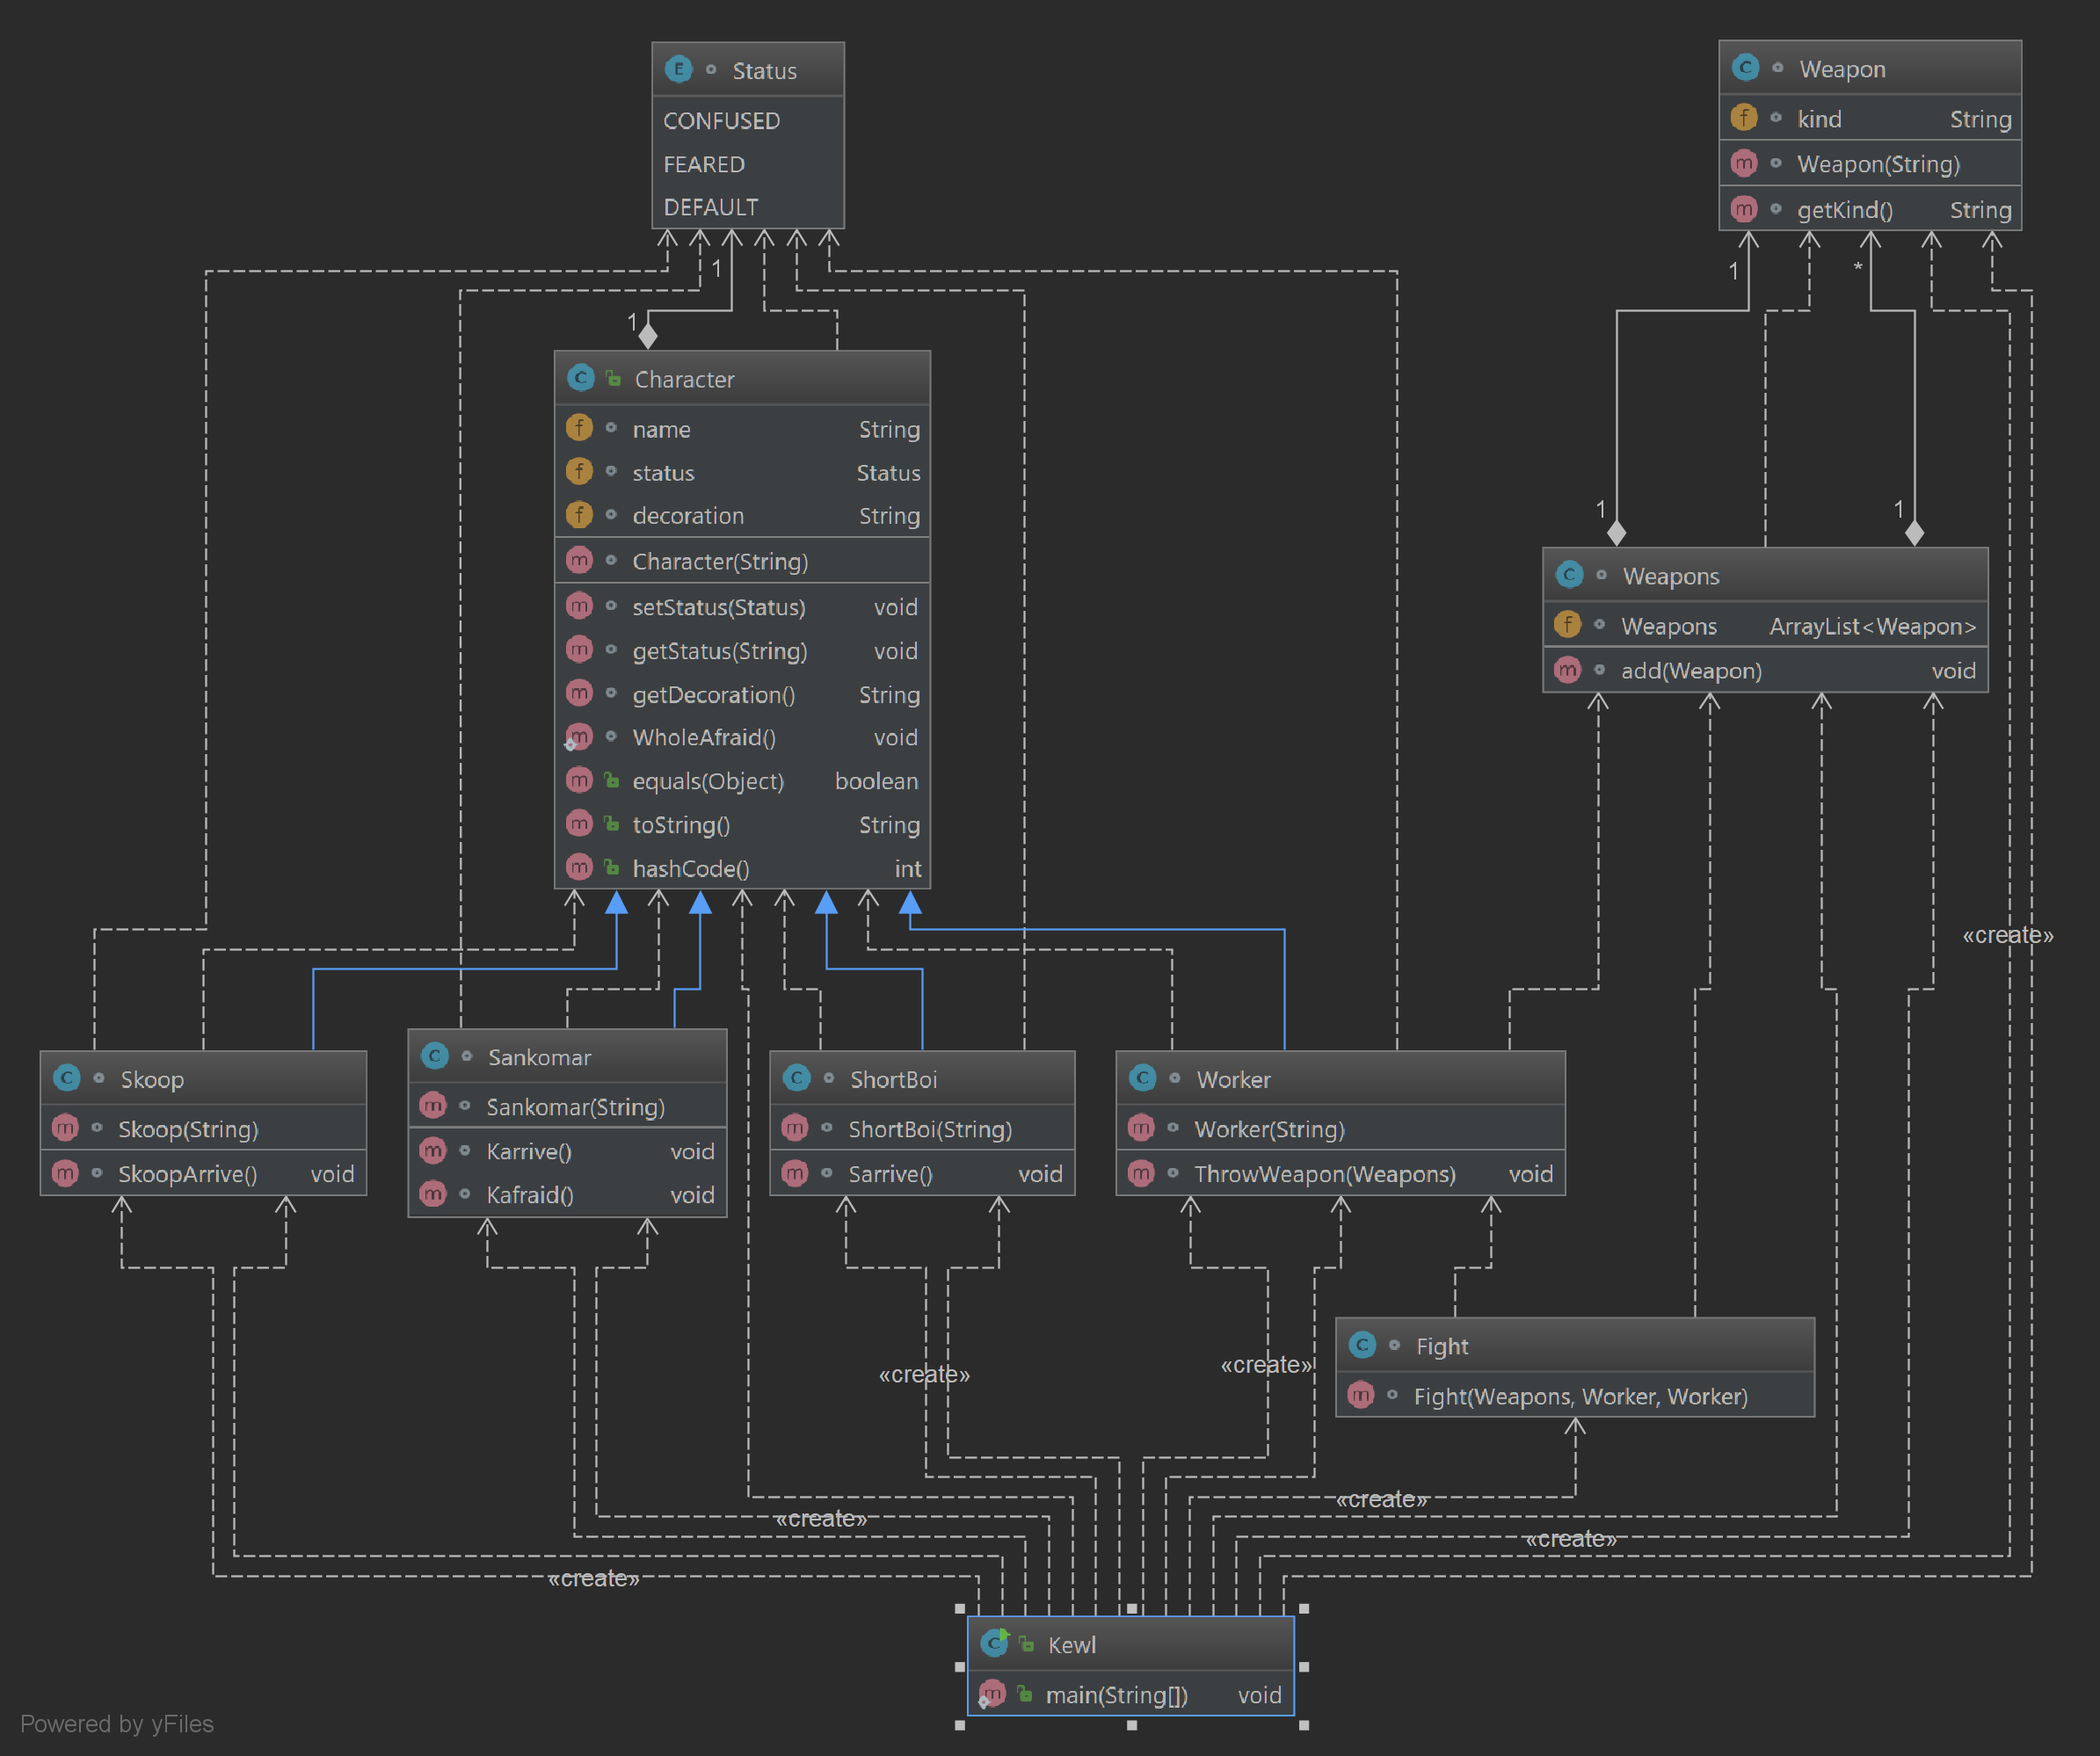 E Status
CONFUSED
FEARED
DEFAULT
C Weapon
f kind String
m Weapon(String)
m getKind() String
1
1
1
*
C Character
f name String
f status Status
f decoration String
m Character(String)
m setStatus(Status) void
m getStatus(String) void
m getDecoration() String
m WholeAfraid() void
m equals(Object) boolean
m toString() String
m hashCode() int
1
1
C Weapons
f Weapons ArrayList<Weapon>
m add(Weapon) void
«create»
C Skoop
m Skoop(String)
m SkoopArrive() void
C Sankomar
m Sankomar(String)
m Karrive() void
m Kafraid() void
C ShortBoi
m ShortBoi(String)
m Sarrive() void
C Worker
m Worker(String)
m ThrowWeapon(Weapons) void
C Fight
m Fight(Weapons, Worker, Worker)
«create»
«create»
«create»
«create»
«create»
«create»
C Kewl
m main(String[]) void
Powered by yFiles